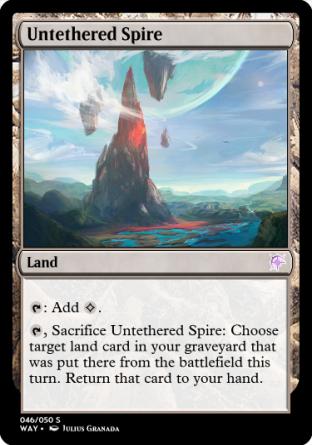 Untethered Spire
Land
: Add .
, Sacrifice Untethered Spire: Choose
target land card in your graveyard that
was put there from the battlefield this
turn. Return that card to your hand.
046/050 S
WAY • Julius Granada